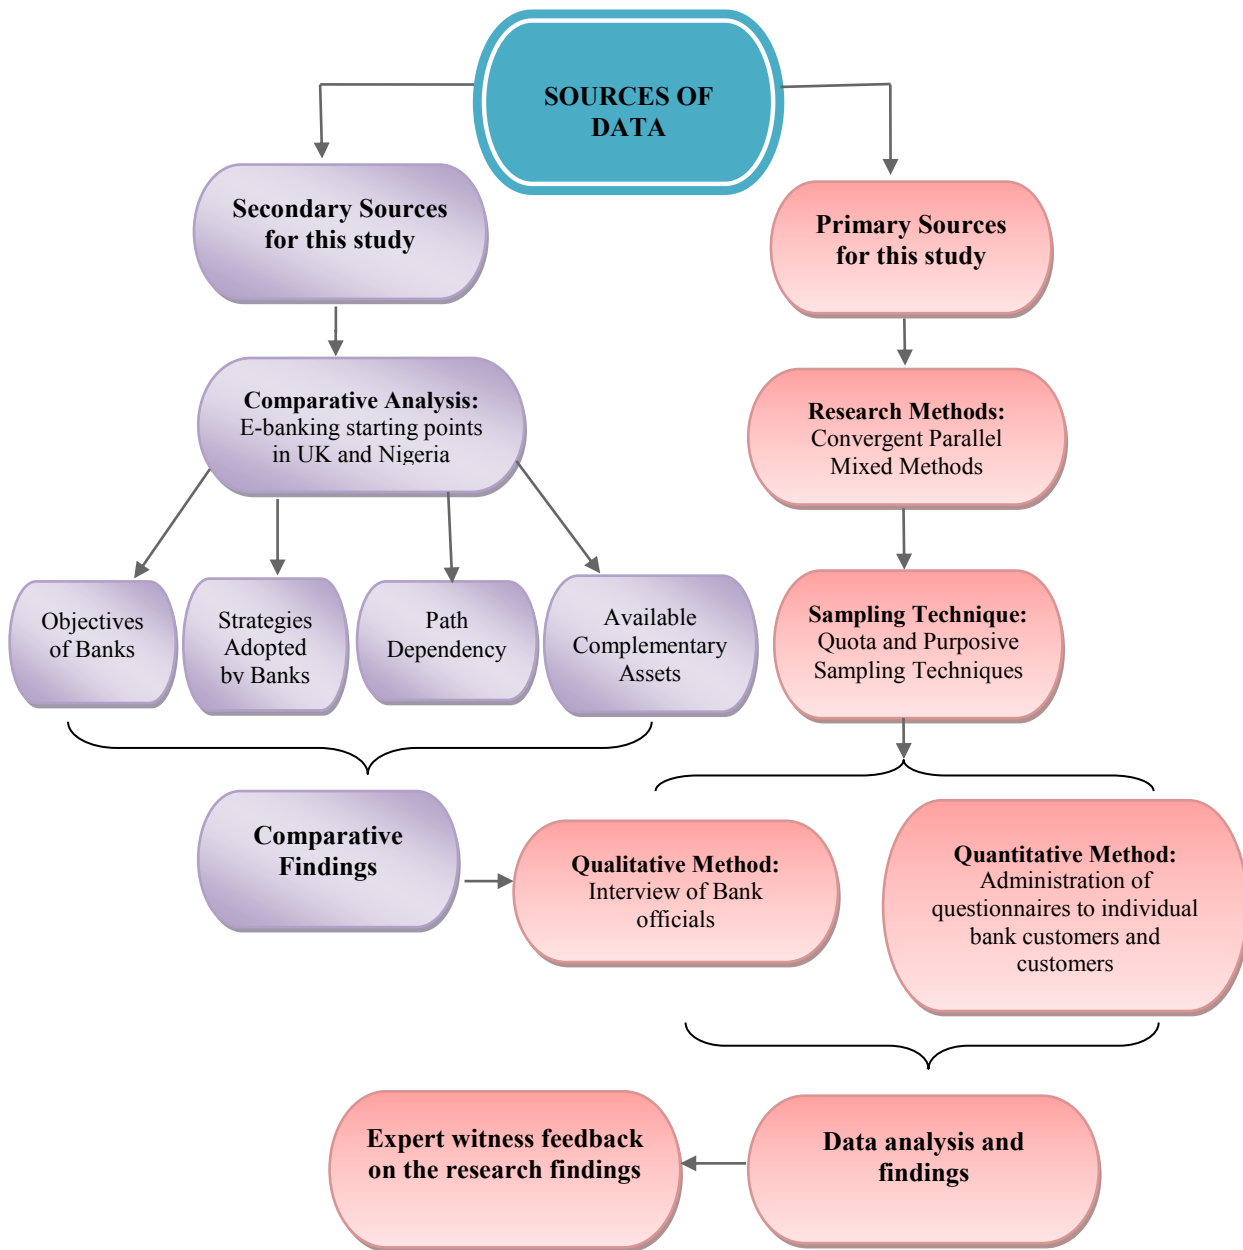 SOURCES OF
DATA
Secondary Sources
for this study
Primary Sources
for this study
Comparative Analysis:
E-banking starting points
in UK and Nigeria
Research Methods:
Convergent Parallel
Mixed Methods
Objectives
of Banks
Strategies
Adopted
by Banks
Path
Dependency
Available
Complementary
Assets
Sampling Technique:
Quota and Purposive
Sampling Techniques
Comparative
Findings
Qualitative Method:
Interview of Bank
officials
Quantitative Method:
Administration of
questionnaires to individual
bank customers and
customers
Expert witness feedback
on the research findings
Data analysis and
findings